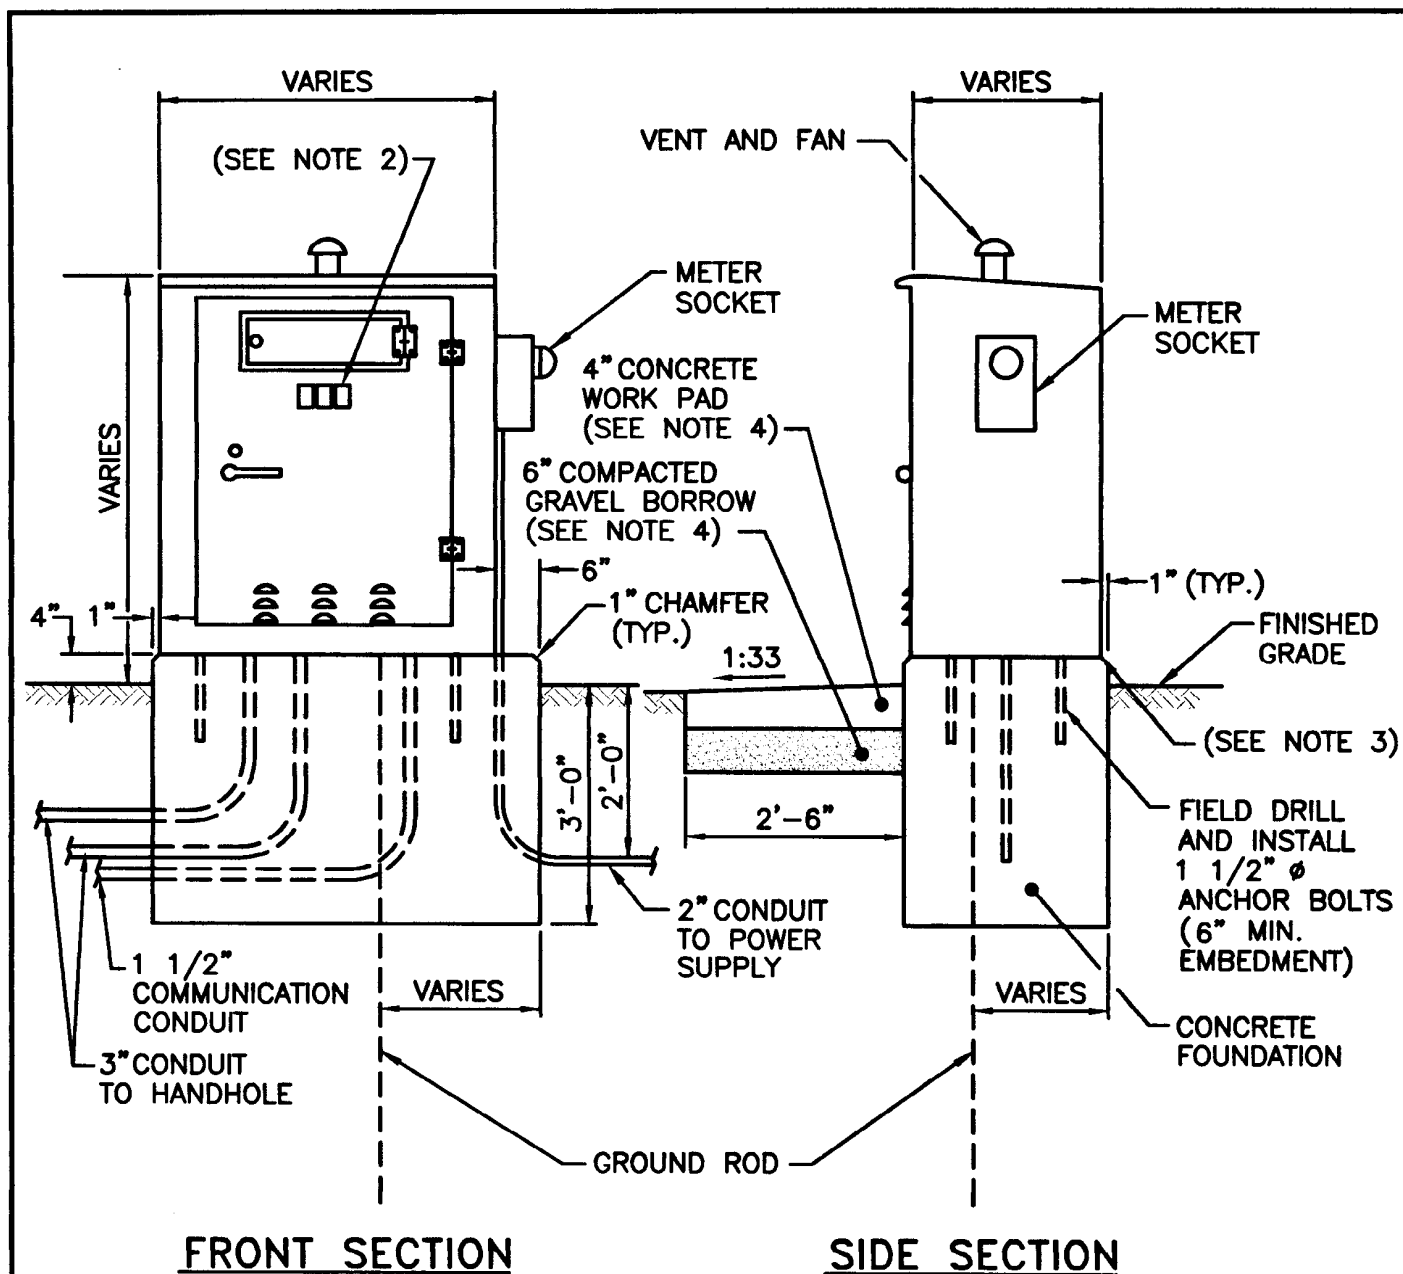 VARIES
(SEE NOTE 2)
METER
SOCKET
VARIES
4"
1"
6"
1" CHAMFER
(TYP.)
3'-0"
2'-0"
2" CONDUIT
TO POWER
SUPPLY
1 1/2"
COMMUNICATION
CONDUIT
3" CONDUIT
TO HANDHOLE
VARIES
GROUND ROD
FRONT SECTION
VARIES
VENT AND FAN
METER
SOCKET
4" CONCRETE
WORK PAD
(SEE NOTE 4)
6" COMPACTED
GRAVEL BORROW
(SEE NOTE 4)
1" (TYP.)
FINISHED
GRADE
1:33
(SEE NOTE 3)
2'-6"
FIELD DRILL
AND INSTALL
1 1/2" ø
ANCHOR BOLTS
(6" MIN.
EMBEDMENT)
VARIES
CONCRETE
FOUNDATION
SIDE SECTION